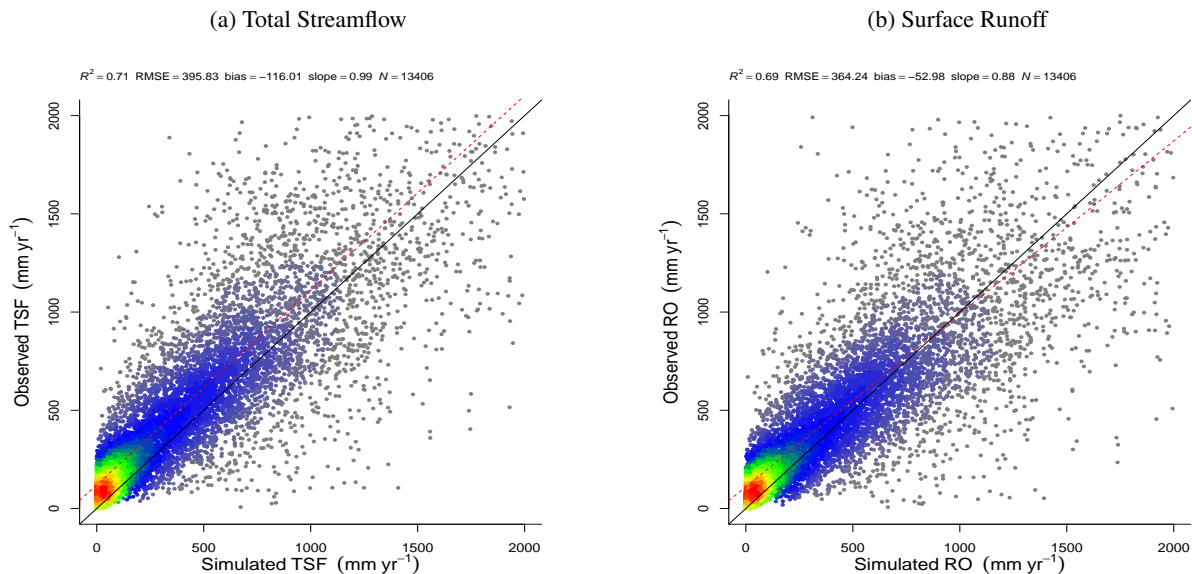 (a) Total Streamflow
R² = 0.71 RMSE = 395.83 bias = −116.01 slope = 0.99 N = 13406
2000
1500
1000
500
0
Observed TSF (mm yr⁻¹)
0 500 1000 1500 2000
Simulated TSF (mm yr⁻¹)
(b) Surface Runoff
R² = 0.69 RMSE = 364.24 bias = −52.98 slope = 0.88 N = 13406
2000
1500
1000
500
0
Observed RO (mm yr⁻¹)
0 500 1000 1500 2000
Simulated RO (mm yr⁻¹)